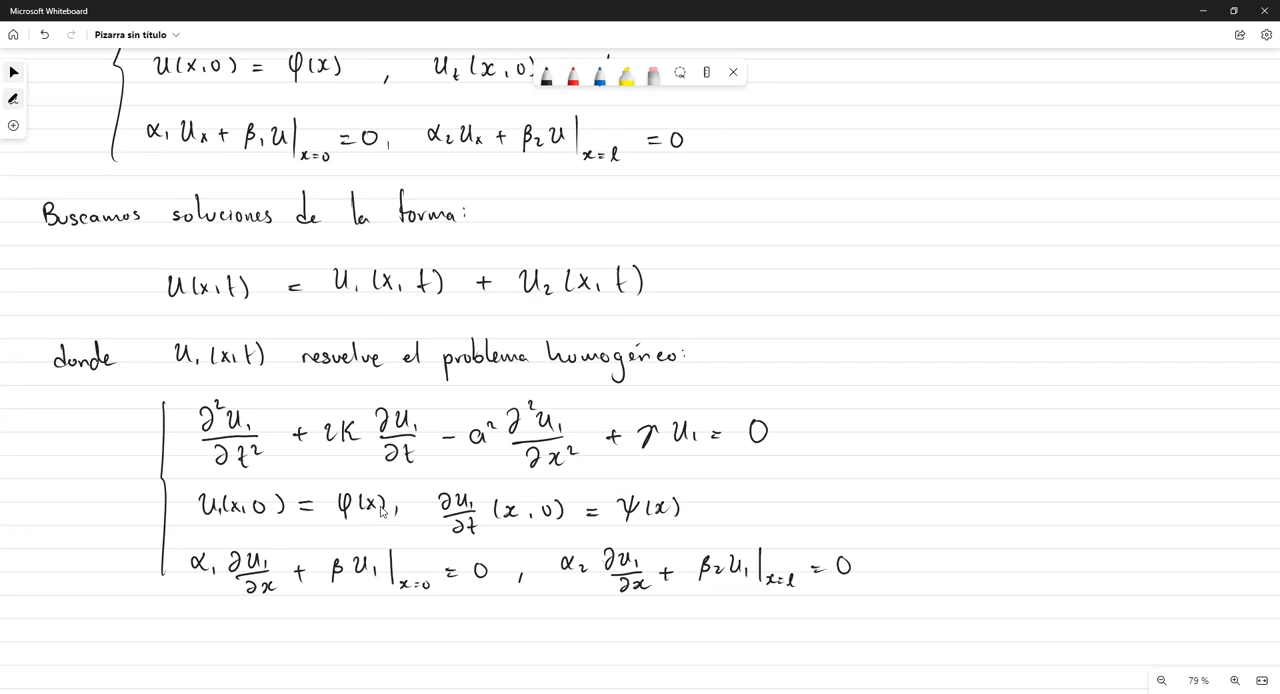 Microsoft Whiteboard
Pizarra sin título
u(x,0) = φ(x) , u_t(x,0)
α₁ u_x + β₁ u|_{x=0} = 0, α₂ u_x + β₂ u|_{x=l} = 0
Buscamos soluciones de la forma:
u(x,t) = u₁(x,t) + u₂(x,t)
donde u₁(x,t) resuelve el problema homogéneo:
∂²u₁/∂t² + 2K ∂u₁/∂t - a² ∂²u₁/∂x² + γ u₁ = 0
u₁(x,0) = φ(x), ∂u₁/∂t (x,0) = ψ(x)
α₁ ∂u₁/∂x + β u₁|_{x=0} = 0 , α₂ ∂u₁/∂x + β₂ u₁|_{x=l} = 0
79 %